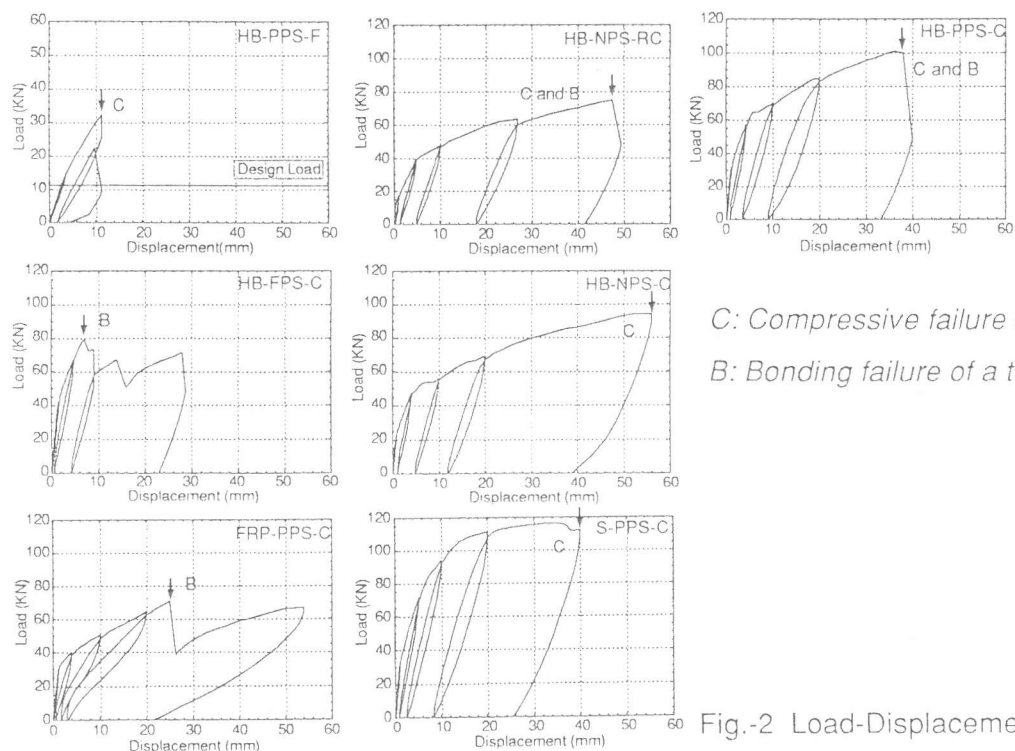 HB-PPS-F
Load (KN)
60
50
40
30
20
10
0
C
Design Load
0 10 20 30 40 50 60
Displacement(mm)
HB-NPS-RC
Load (KN)
120
100
80
60
40
20
0
C and B
0 10 20 30 40 50 60
Displacement (mm)
HB-PPS-C
Load (KN)
120
100
80
60
40
20
0
C and B
0 10 20 30 40 50 60
Displacement (mm)
HB-FPS-C
Load (KN)
120
100
80
60
40
20
0
B
0 10 20 30 40 50 60
Displacement (mm)
HB-NPS-C
Load (KN)
120
100
80
60
40
20
0
C
0 10 20 30 40 50 60
Displacement (mm)
C: Compressive failure
B: Bonding failure of a t
FRP-PPS-C
Load (KN)
120
100
80
60
40
20
0
B
0 10 20 30 40 50 60
Displacement (mm)
S-PPS-C
Load (KN)
120
100
80
60
40
20
0
C
0 10 20 30 40 50 60
Displacement (mm)
Fig.-2 Load-Displaceme